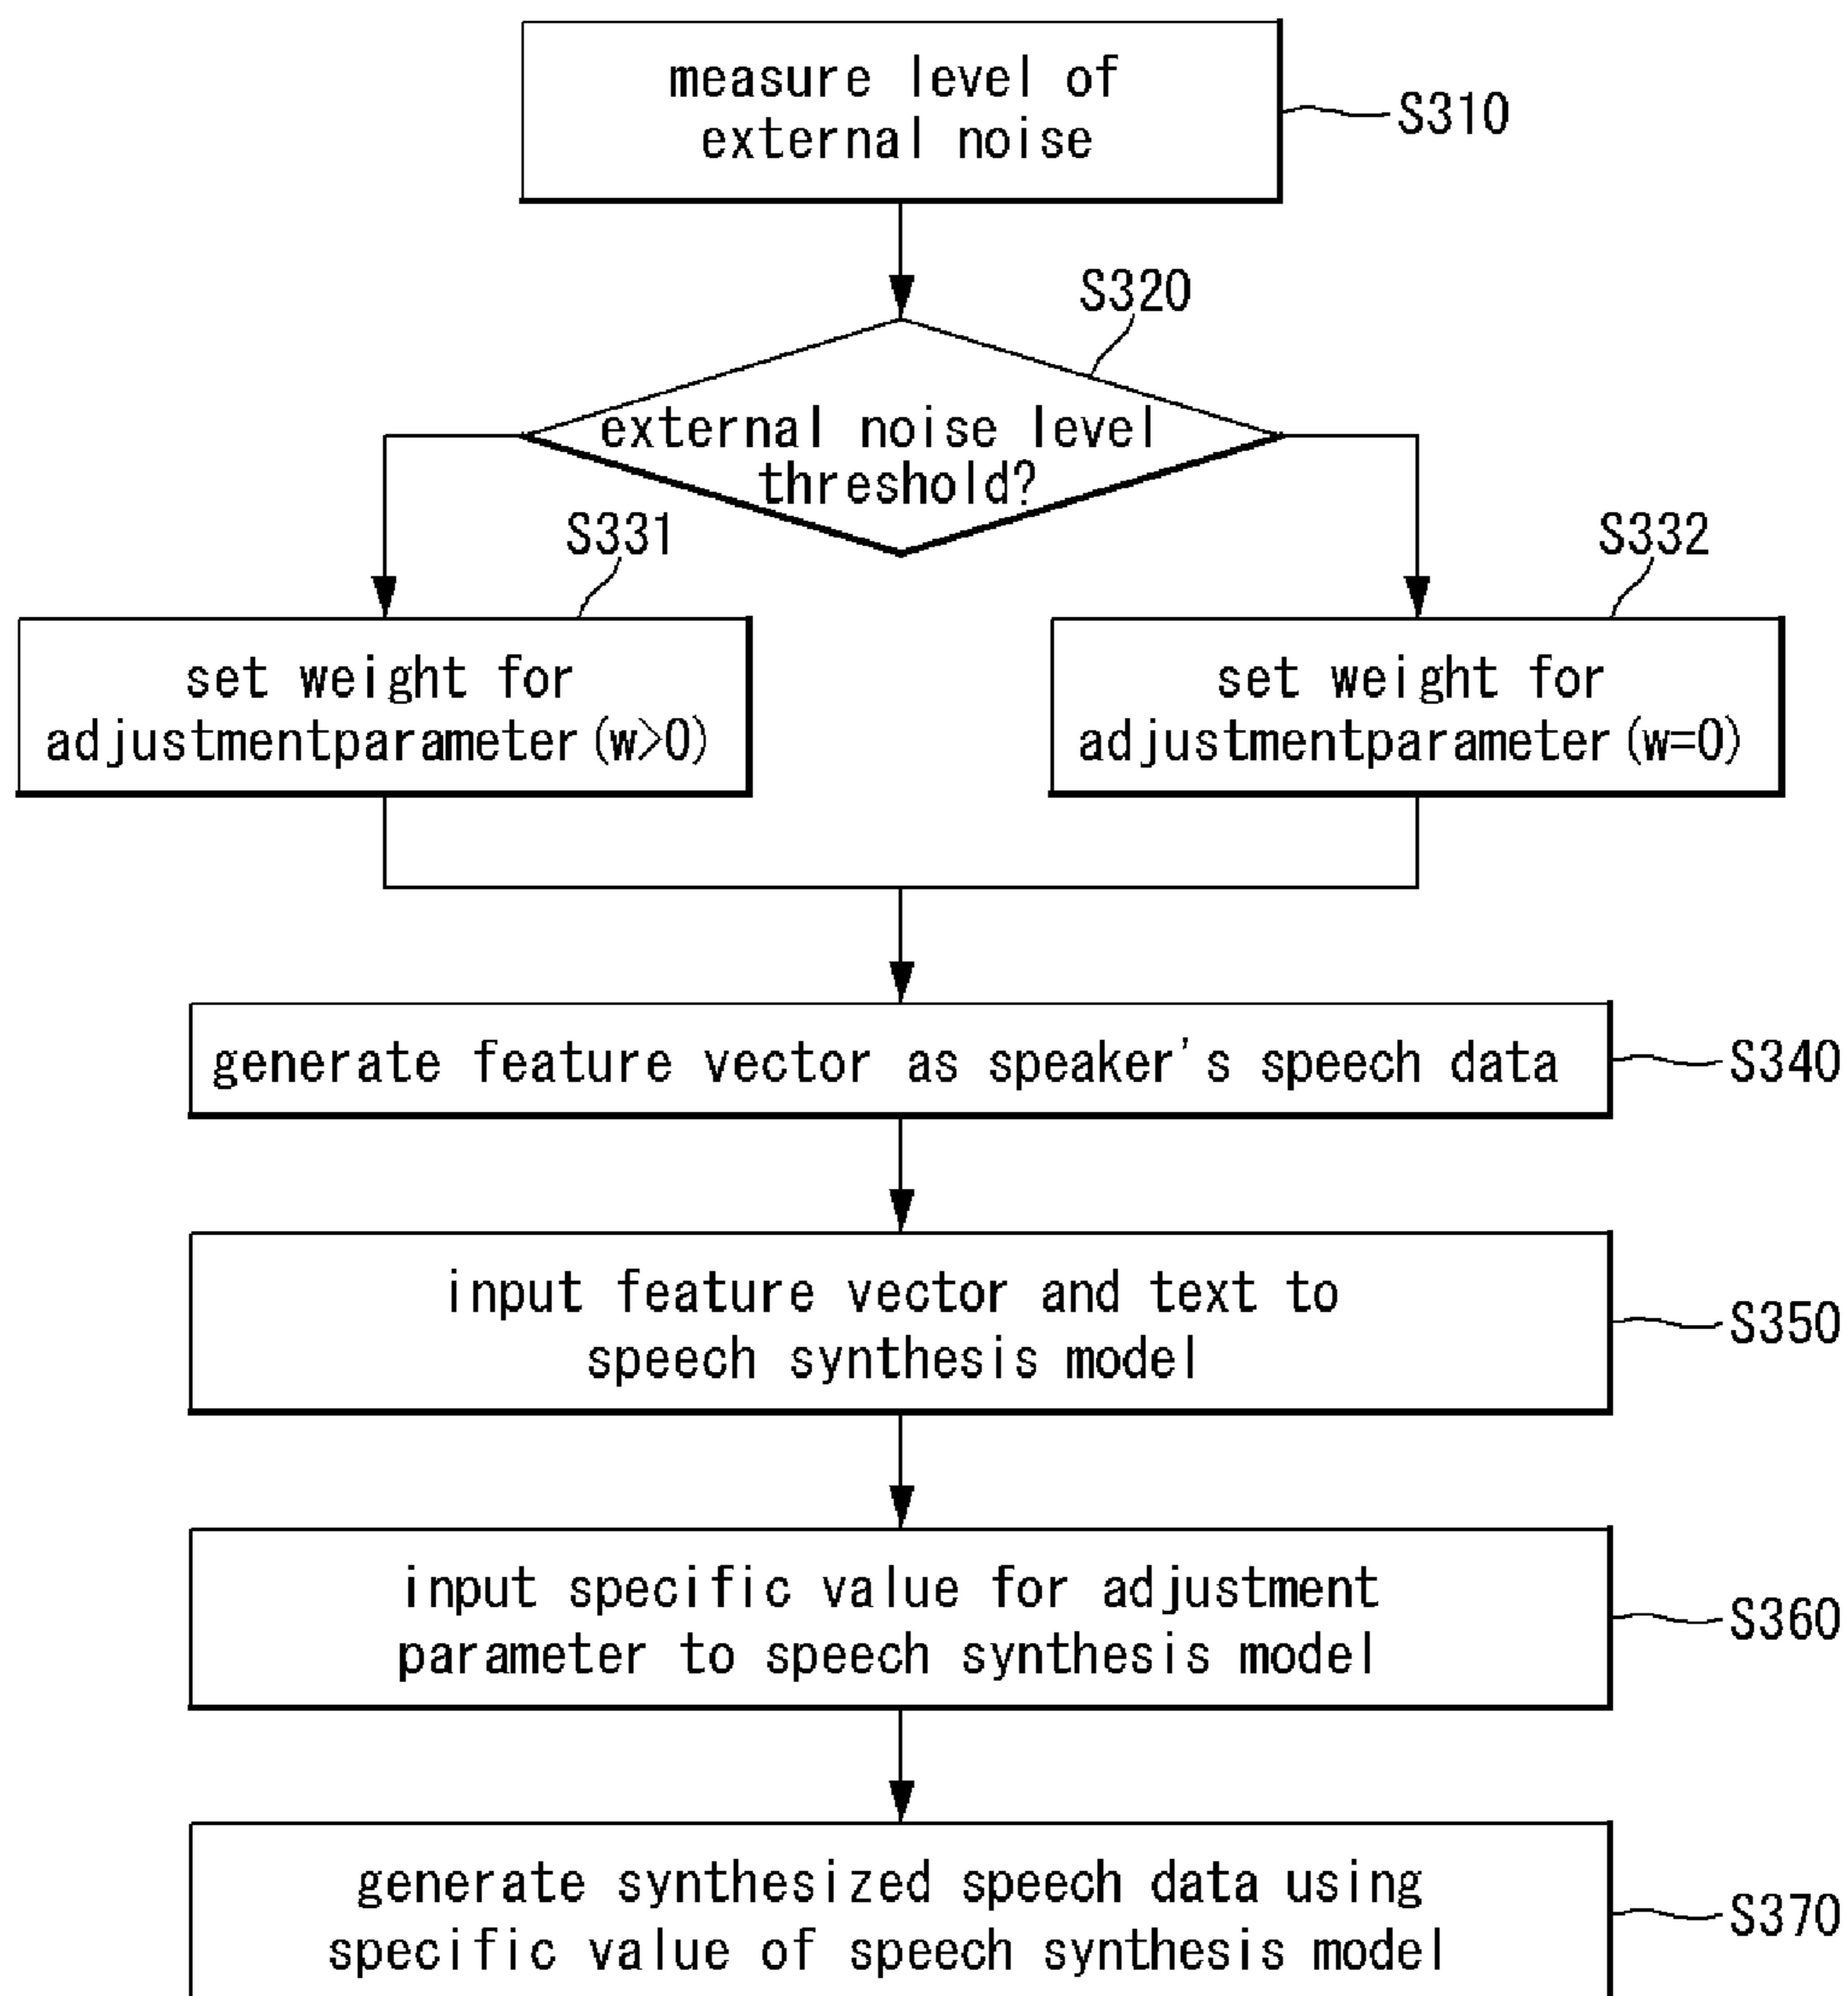 measure level of
external noise
S310
S320
external noise level
threshold?
S331
S332
set weight for
adjustmentparameter(w>0)
set weight for
adjustmentparameter(w=0)
generate feature vector as speaker's speech data
S340
input feature vector and text to
speech synthesis model
S350
input specific value for adjustment
parameter to speech synthesis model
S360
generate synthesized speech data using
specific value of speech synthesis model
S370